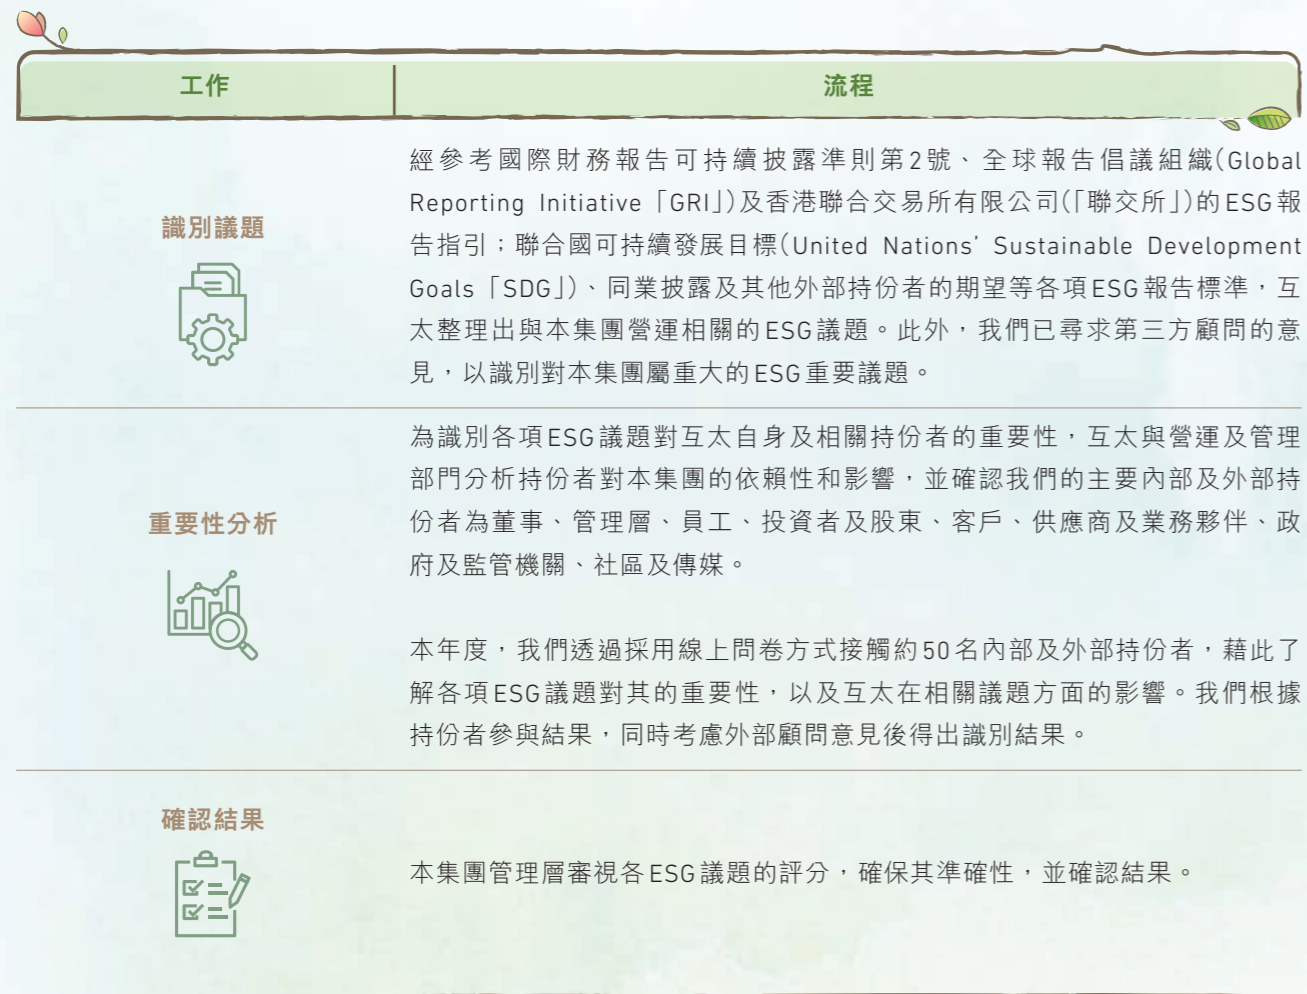 工作
流程
識別議題
經參考國際財務報告可持續披露準則第2號、全球報告倡議組織(Global
Reporting Initiative「GRI」)及香港聯合交易所有限公司(「聯交所」)的ESG報
告指引；聯合國可持續發展目標(United Nations’ Sustainable Development
Goals「SDG」)、同業披露及其他外部持份者的期望等各項ESG報告標準，互
太整理出與本集團營運相關的ESG議題。此外，我們已尋求第三方顧問的意
見，以識別對本集團屬重大的ESG重要議題。
重要性分析
為識別各項ESG議題對互太自身及相關持份者的重要性，互太與營運及管理
部門分析持份者對本集團的依賴性和影響，並確認我們的主要內部及外部持
份者為董事、管理層、員工、投資者及股東、客戶、供應商及業務夥伴、政
府及監管機關、社區及傳媒。
本年度，我們透過採用線上問卷方式接觸約50名內部及外部持份者，藉此了
解各項ESG議題對其的重要性，以及互太在相關議題方面的影響。我們根據
持份者參與結果，同時考慮外部顧問意見後得出識別結果。
確認結果
本集團管理層審視各ESG議題的評分，確保其準確性，並確認結果。